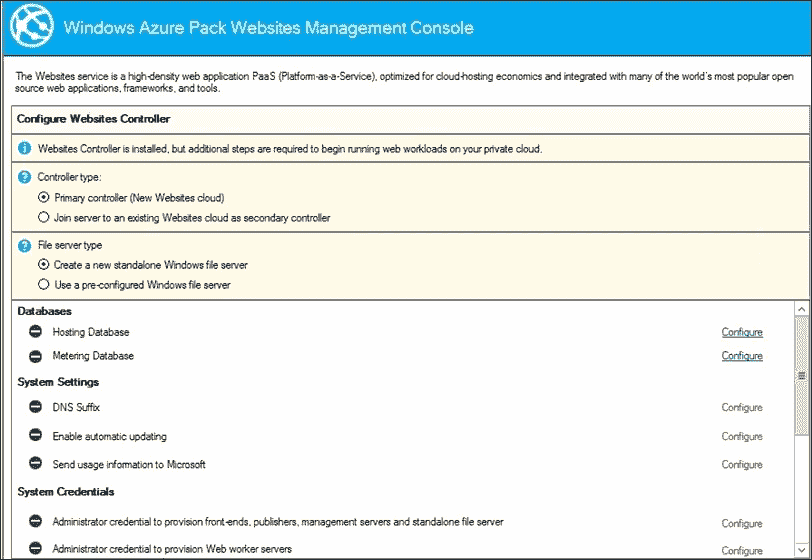 Windows Azure Pack Websites Management Console
The Websites service is a high-density web application PaaS (Platform-as-a-Service), optimized for cloud-hosting economics and integrated with many of the world's most popular open
source web applications, frameworks, and tools.
Configure Websites Controller
Websites Controller is installed, but additional steps are required to begin running web workloads on your private cloud.
Controller type:
Primary controller (New Websites cloud)
Join server to an existing Websites cloud as secondary controller
File server type
Create a new standalone Windows file server
Use a pre-configured Windows file server
Databases
Hosting Database Configure
Metering Database Configure
System Settings
DNS Suffix Configure
Enable automatic updating Configure
Send usage information to Microsoft Configure
System Credentials
Administrator credential to provision front-ends, publishers, management servers and standalone file server Configure
Administrator credential to provision Web worker servers Configure